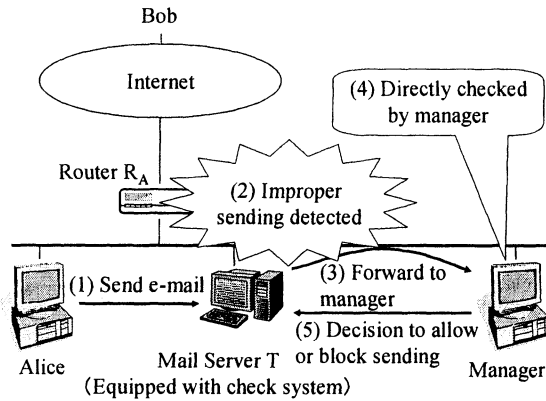 Bob
Internet
(4) Directly checked
by manager
Router RA
(2) Improper
sending detected
(1) Send e-mail
(3) Forward to
manager
(5) Decision to allow
or block sending
Alice
Mail Server T
(Equipped with check system)
Manager